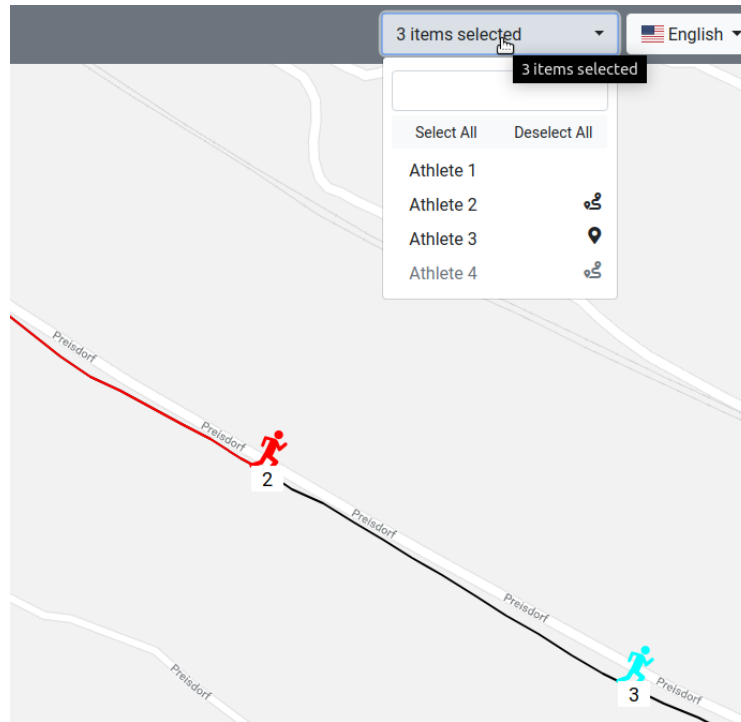 3 items selected
English
3 items selected
Select All
Deselect All
Athlete 1
Athlete 2
Athlete 3
Athlete 4
Preisdorf
Preisdorf
2
Preisdorf
Preisdorf
Preisdorf
Preisdorf
3